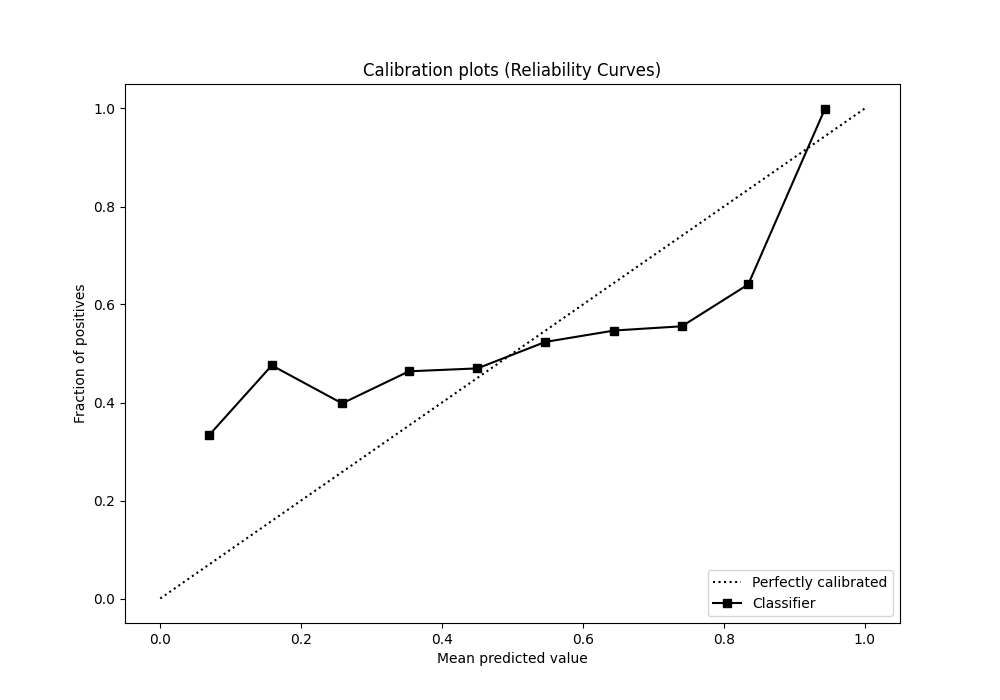 Calibration plots (Reliability Curves)
Fraction of positives
1.0
0.8
0.6
0.4
0.2
0.0
0.0 0.2 0.4 0.6 0.8 1.0
Mean predicted value
Perfectly calibrated
Classifier